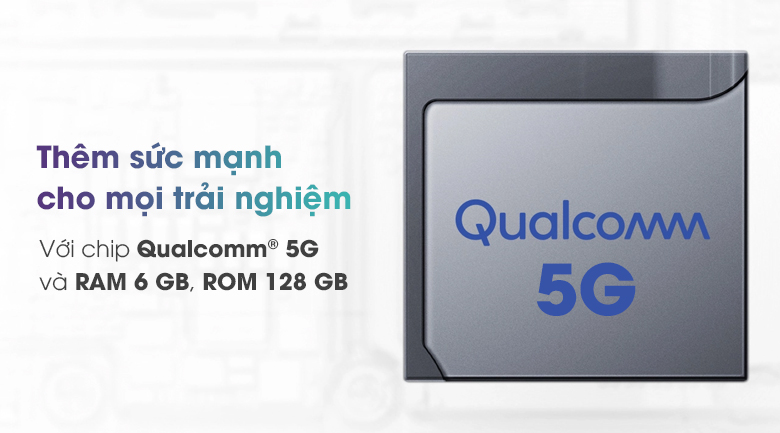 Thêm sức mạnh
cho mọi trải nghiệm
Với chip Qualcomm® 5G
và RAM 6 GB, ROM 128 GB
Qualcomm
5G